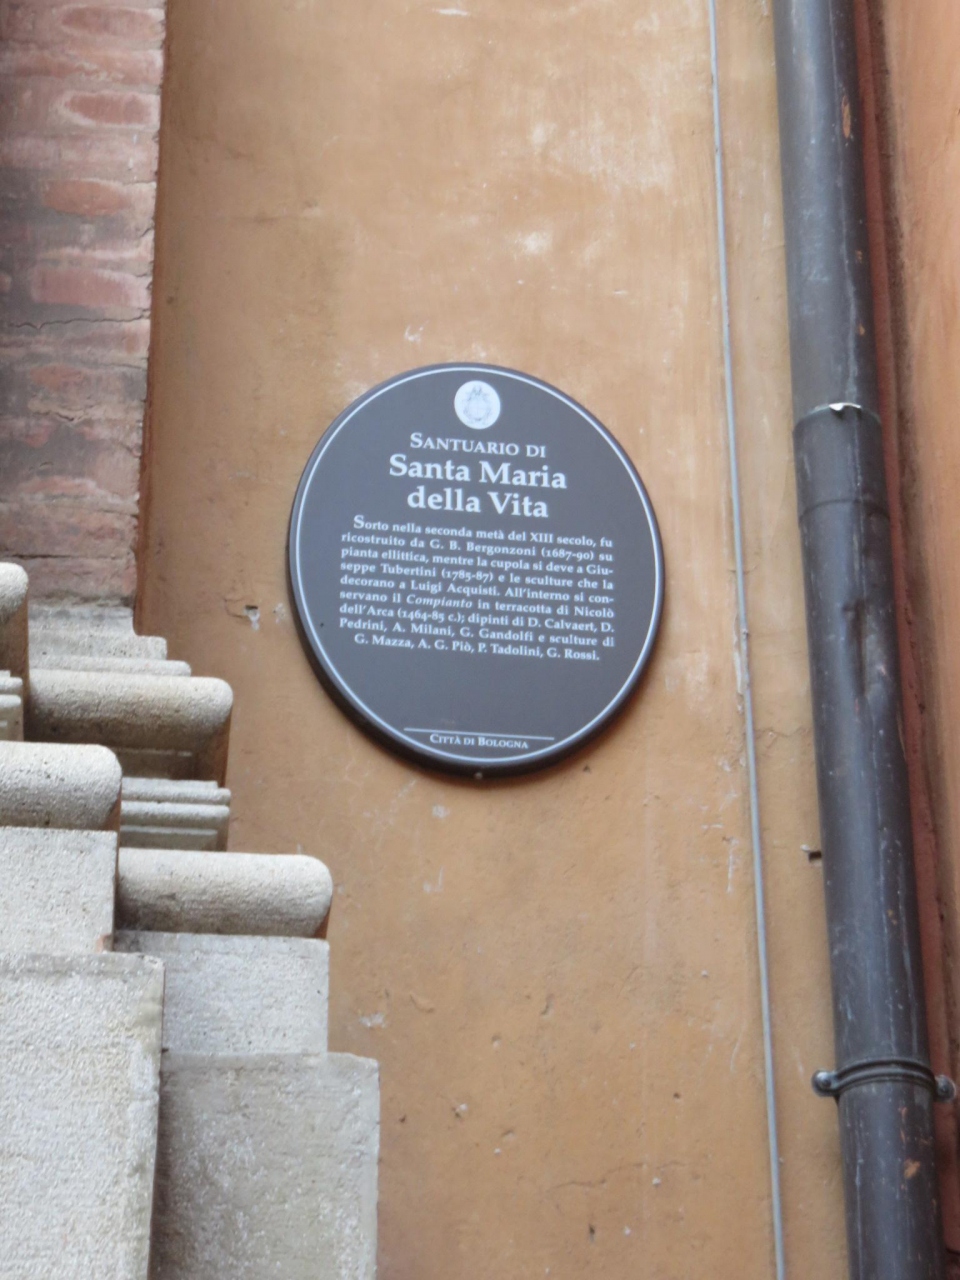 SANTUARIO DI
Santa Maria
della Vita
Sorto nella seconda metà del XIII secolo, fu
ricostruito da G. B. Bergonzoni (1687-90) su
pianta ellittica, mentre la cupola si deve a Giu-
seppe Tubertini (1785-87) e le sculture che la
decorano a Luigi Acquisti. All'interno si con-
servano il Compianto in terracotta di Nicolò
dell'Arca (1464-85 c.); dipinti di D. Calvaert, D.
Pedrini, A. Milani, G. Gandolfi e sculture di
G. Mazza, A. G. Piò, P. Tadolini, G. Rossi.
CITTÀ DI BOLOGNA